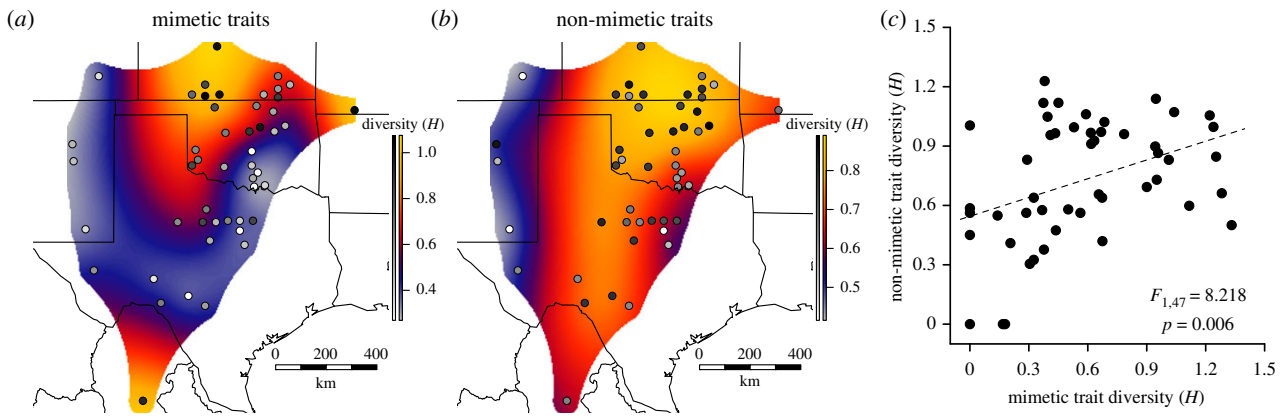 (a) mimetic traits
diversity (H)
1.0
0.8
0.6
0.4
0 200 400
km
(b) non-mimetic traits
diversity (H)
0.8
0.7
0.6
0.5
0 200 400
km
(c)
non-mimetic trait diversity (H)
1.5
1.2
0.9
0.6
0.3
0
F1,47 = 8.218
p = 0.006
0 0.3 0.6 0.9 1.2 1.5
mimetic trait diversity (H)